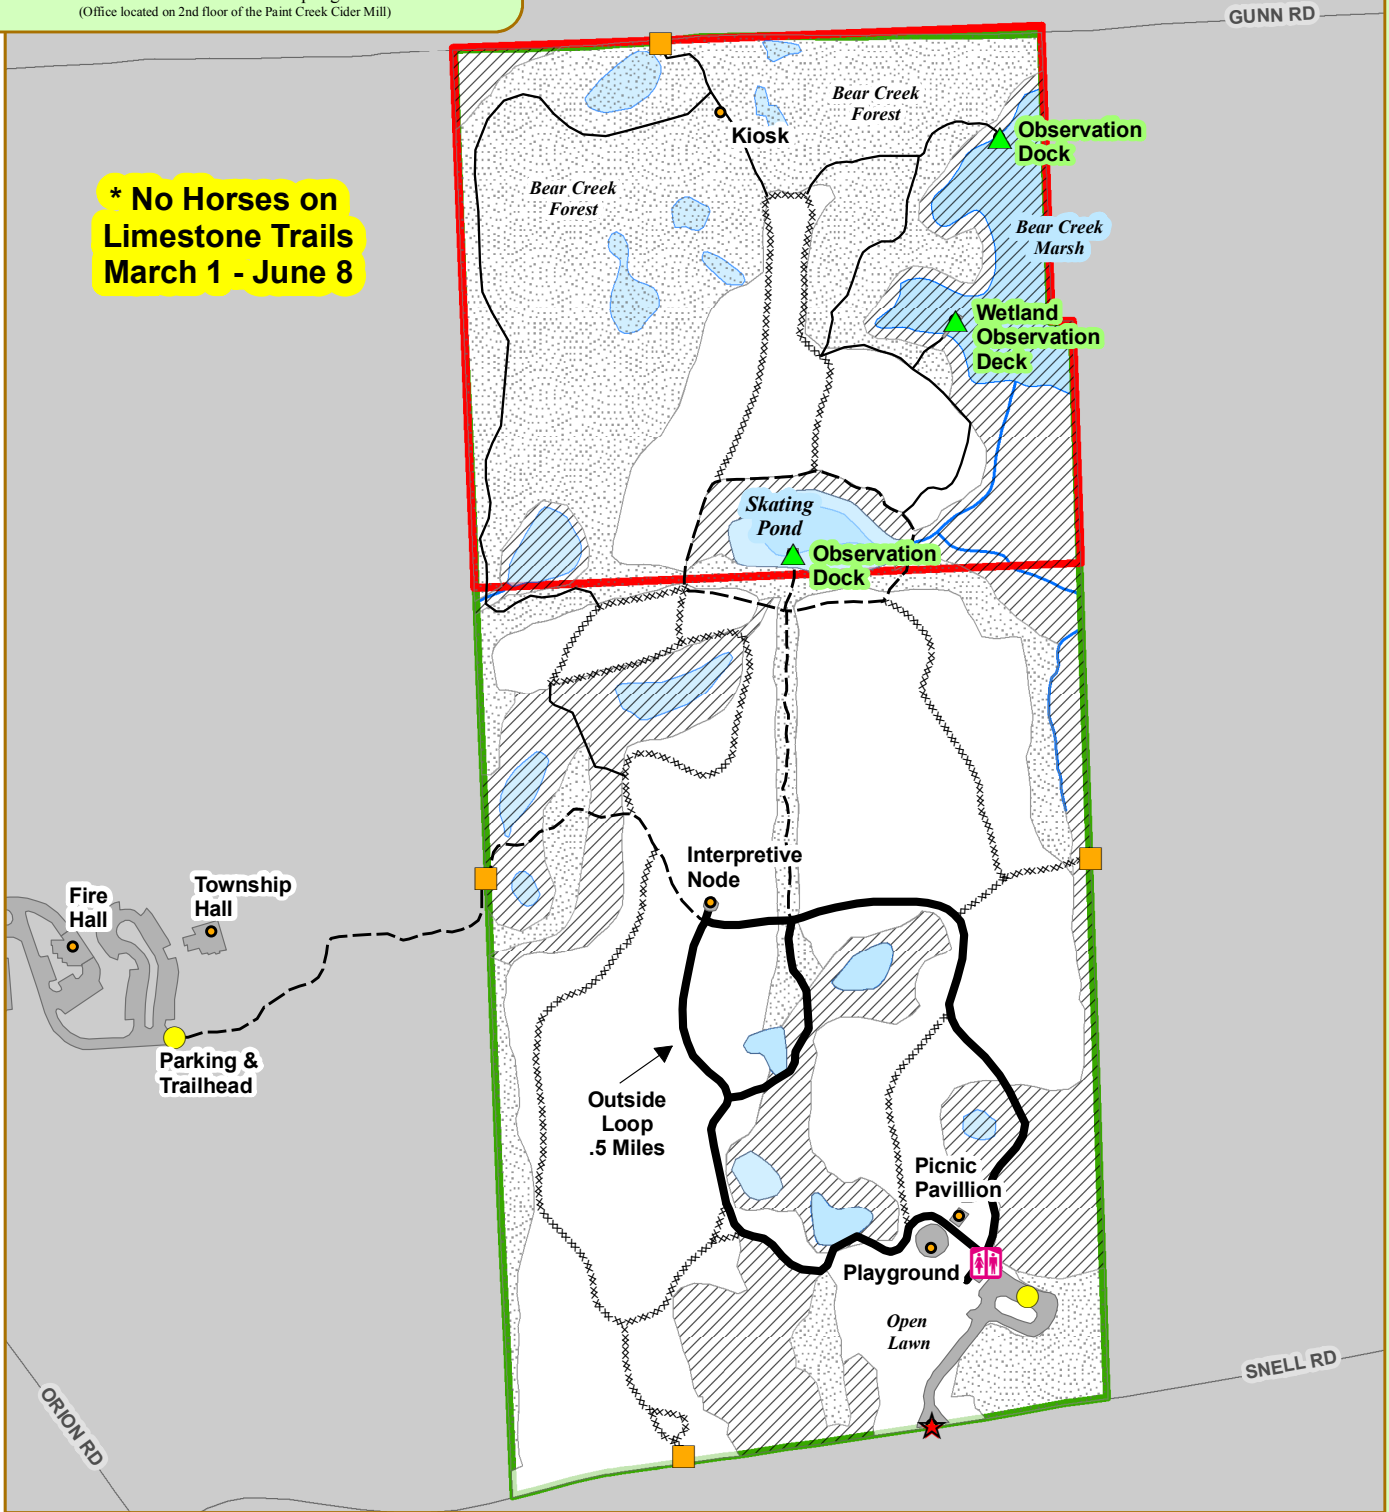 (Office located on 2nd floor of the Paint Creek Cider Mill)
GUNN RD
Bear Creek
Forest
Kiosk
Observation
Dock
* No Horses on
Limestone Trails
March 1 - June 8
Bear Creek
Forest
Bear Creek
Marsh
Wetland
Observation
Deck
Skating
Pond
Observation
Dock
Interpretive
Node
Fire
Hall
Township
Hall
Parking &
Trailhead
Outside
Loop
.5 Miles
Picnic
Pavillion
Playground
Open
Lawn
SNELL RD
ORION RD